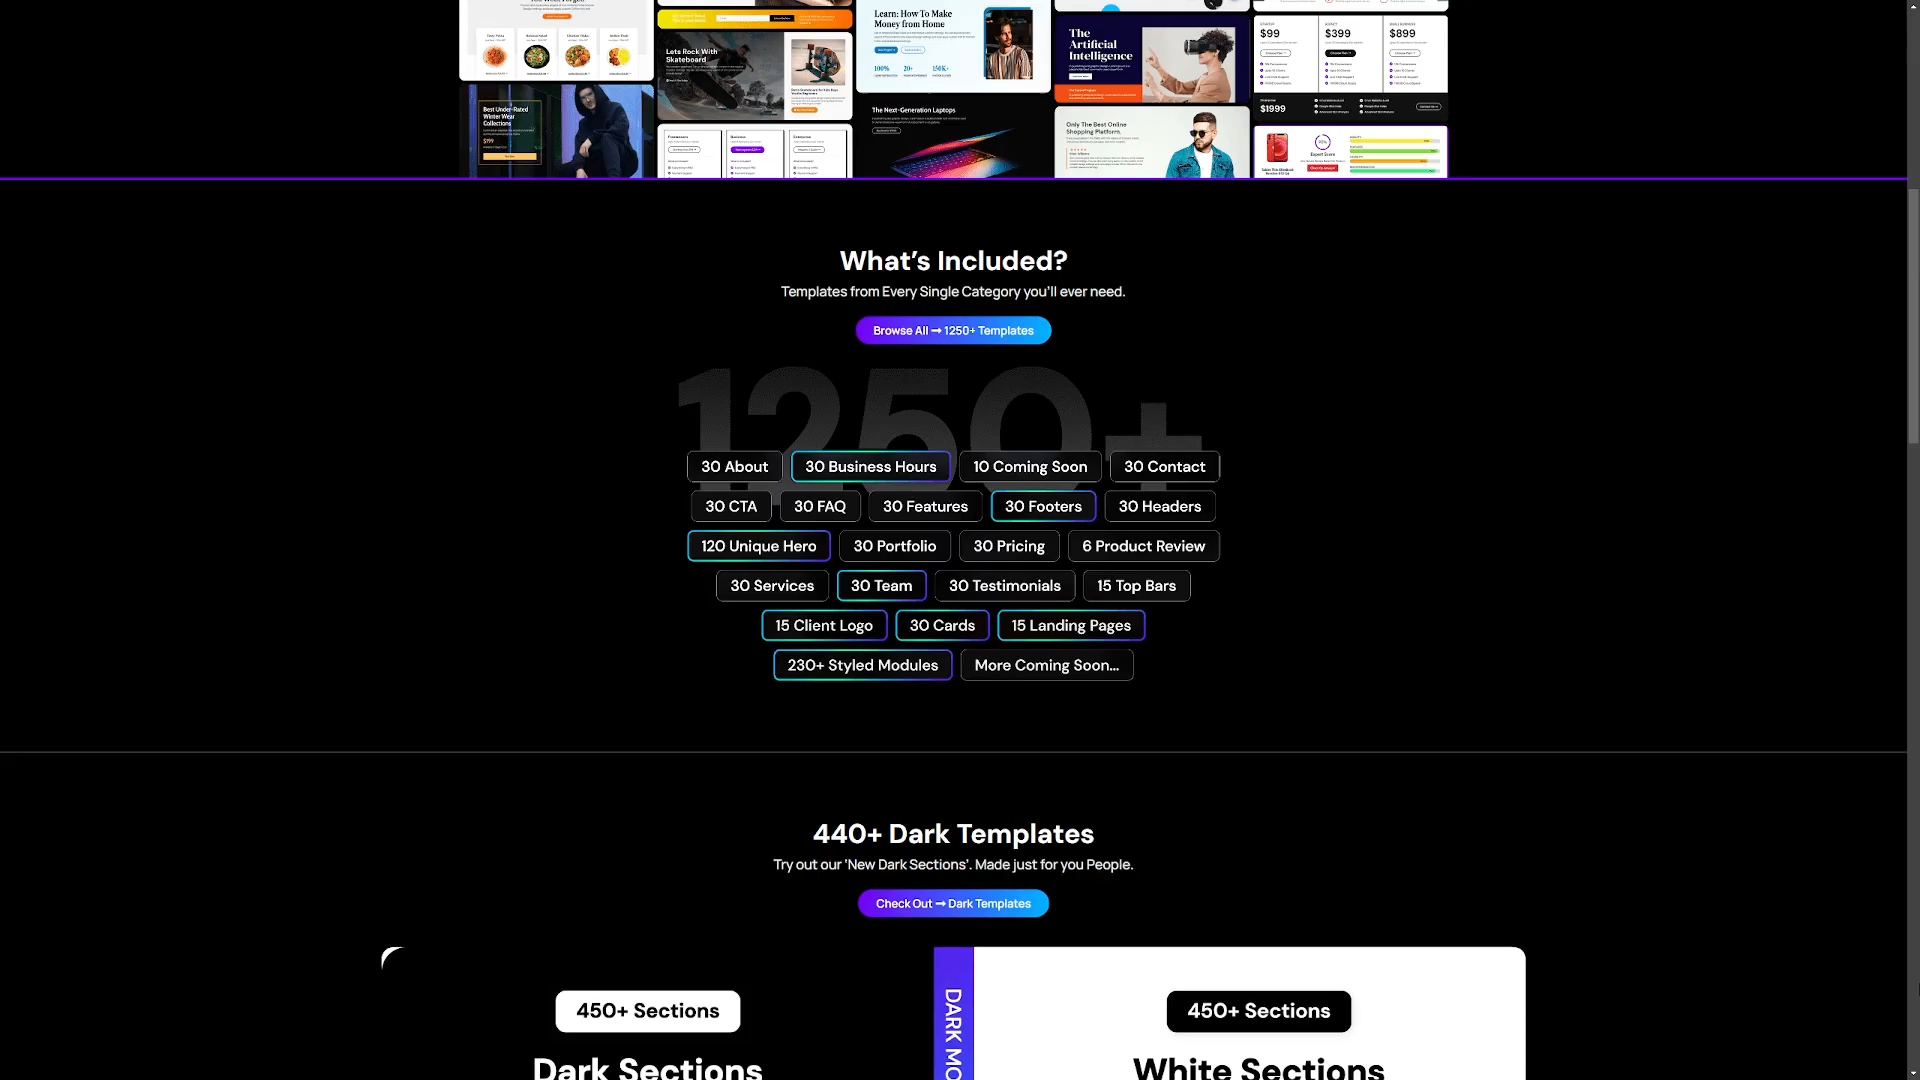 Best Under-Rated
Winter Wear
Collections
$199
Lets Rock With
Skateboard
Learn: How To Make
Money from Home
100%
20+
150K+
The Next-Generation Laptops
The
Artificial
Intelligence
Only The Best Online
Shopping Platform.
$99
$399
$899
$1999
Expert Score
What's Included?
Templates from Every Single Category you'll ever need.
Browse All ➞ 1250+ Templates
1250+
30 About
30 Business Hours
10 Coming Soon
30 Contact
30 CTA
30 FAQ
30 Features
30 Footers
30 Headers
120 Unique Hero
30 Portfolio
30 Pricing
6 Product Review
30 Services
30 Team
30 Testimonials
15 Top Bars
15 Client Logo
30 Cards
15 Landing Pages
230+ Styled Modules
More Coming Soon...
440+ Dark Templates
Try out our 'New Dark Sections'. Made just for you People.
Check Out ➞ Dark Templates
450+ Sections
Dark Sections
DARK MO
450+ Sections
White Sections